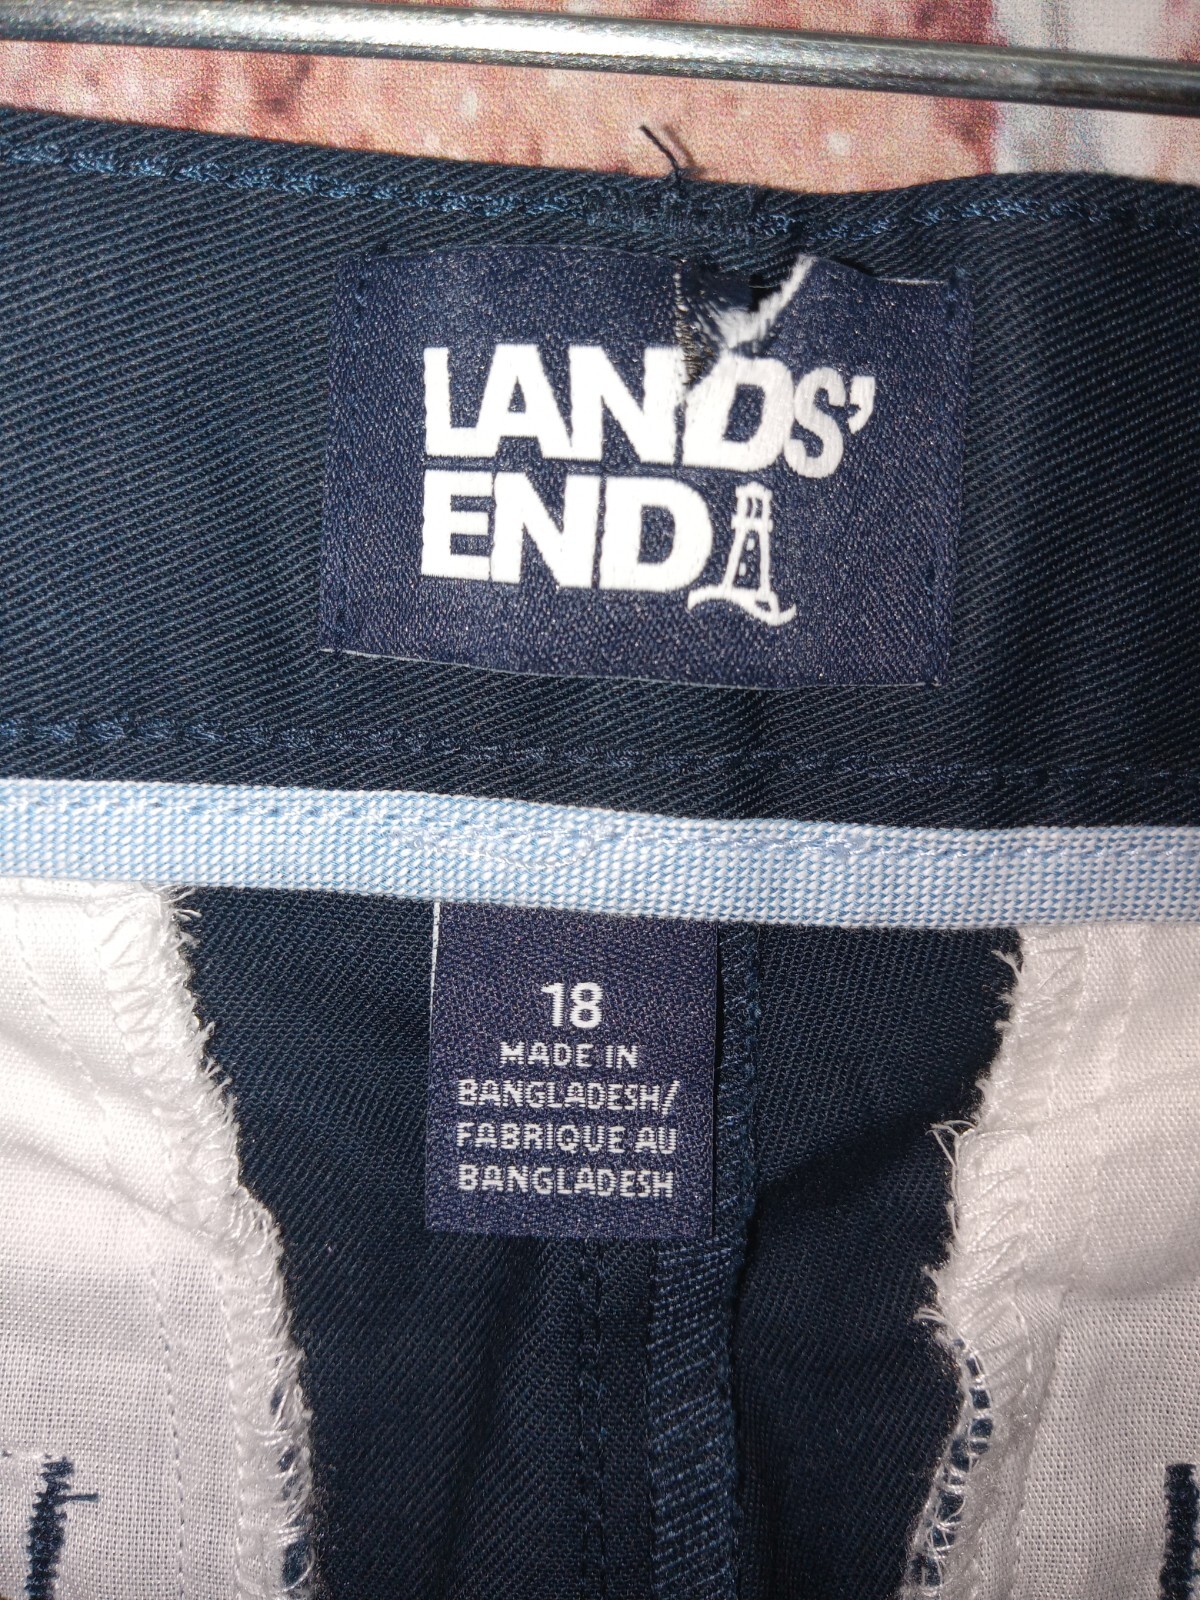 LANDS'
END
18
MADE IN
BANGLADESH/
FABRIQUE AU
BANGLADESH